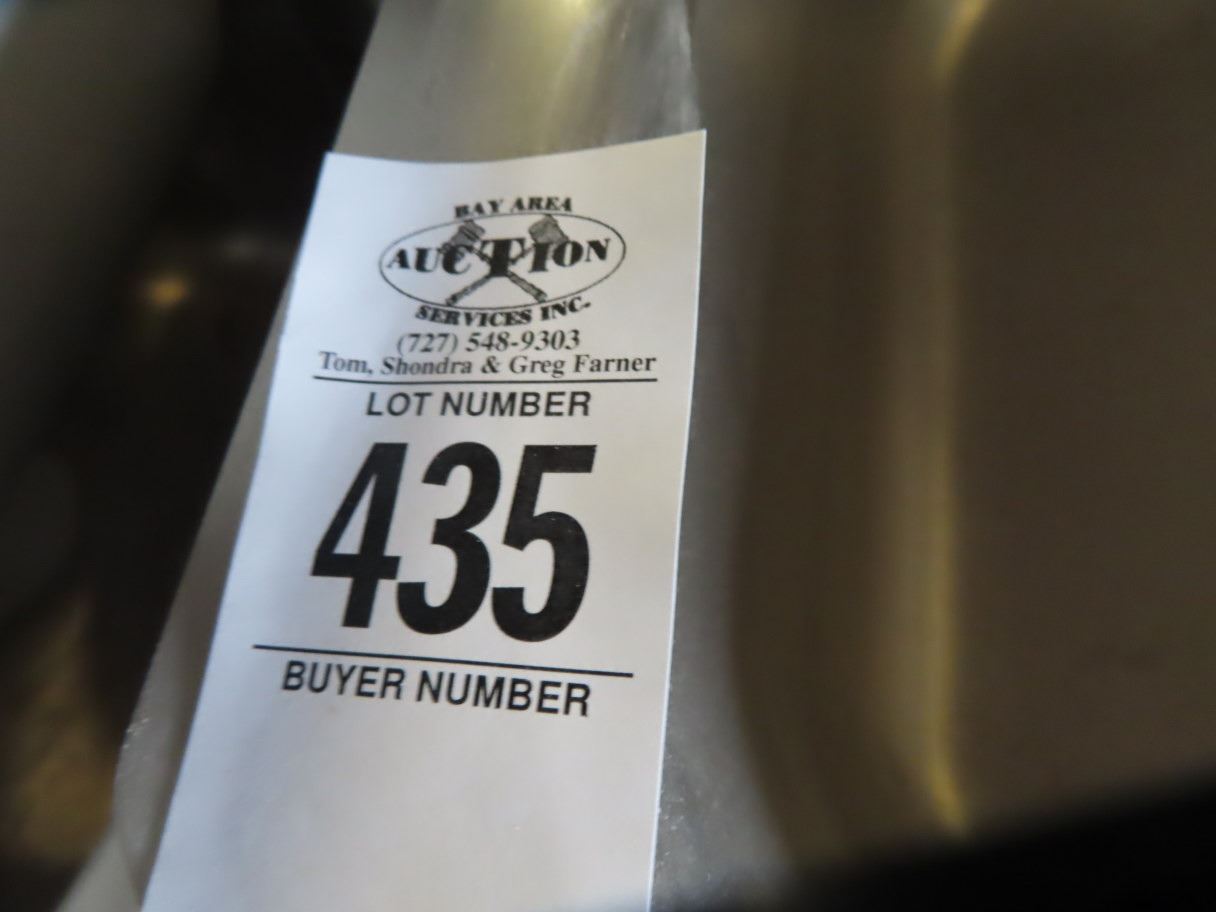 BAY AREA
AUCTION
SERVICES INC.
(727) 548-9303
Tom, Shondra & Greg Farner
LOT NUMBER
435
BUYER NUMBER